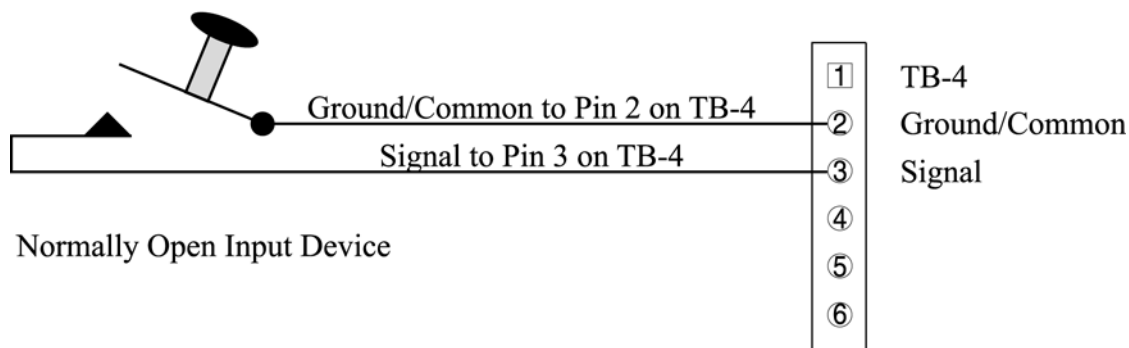 1 TB-4
Ground/Common to Pin 2 on TB-4 2 Ground/Common
Signal to Pin 3 on TB-4 3 Signal
4
Normally Open Input Device
5
6